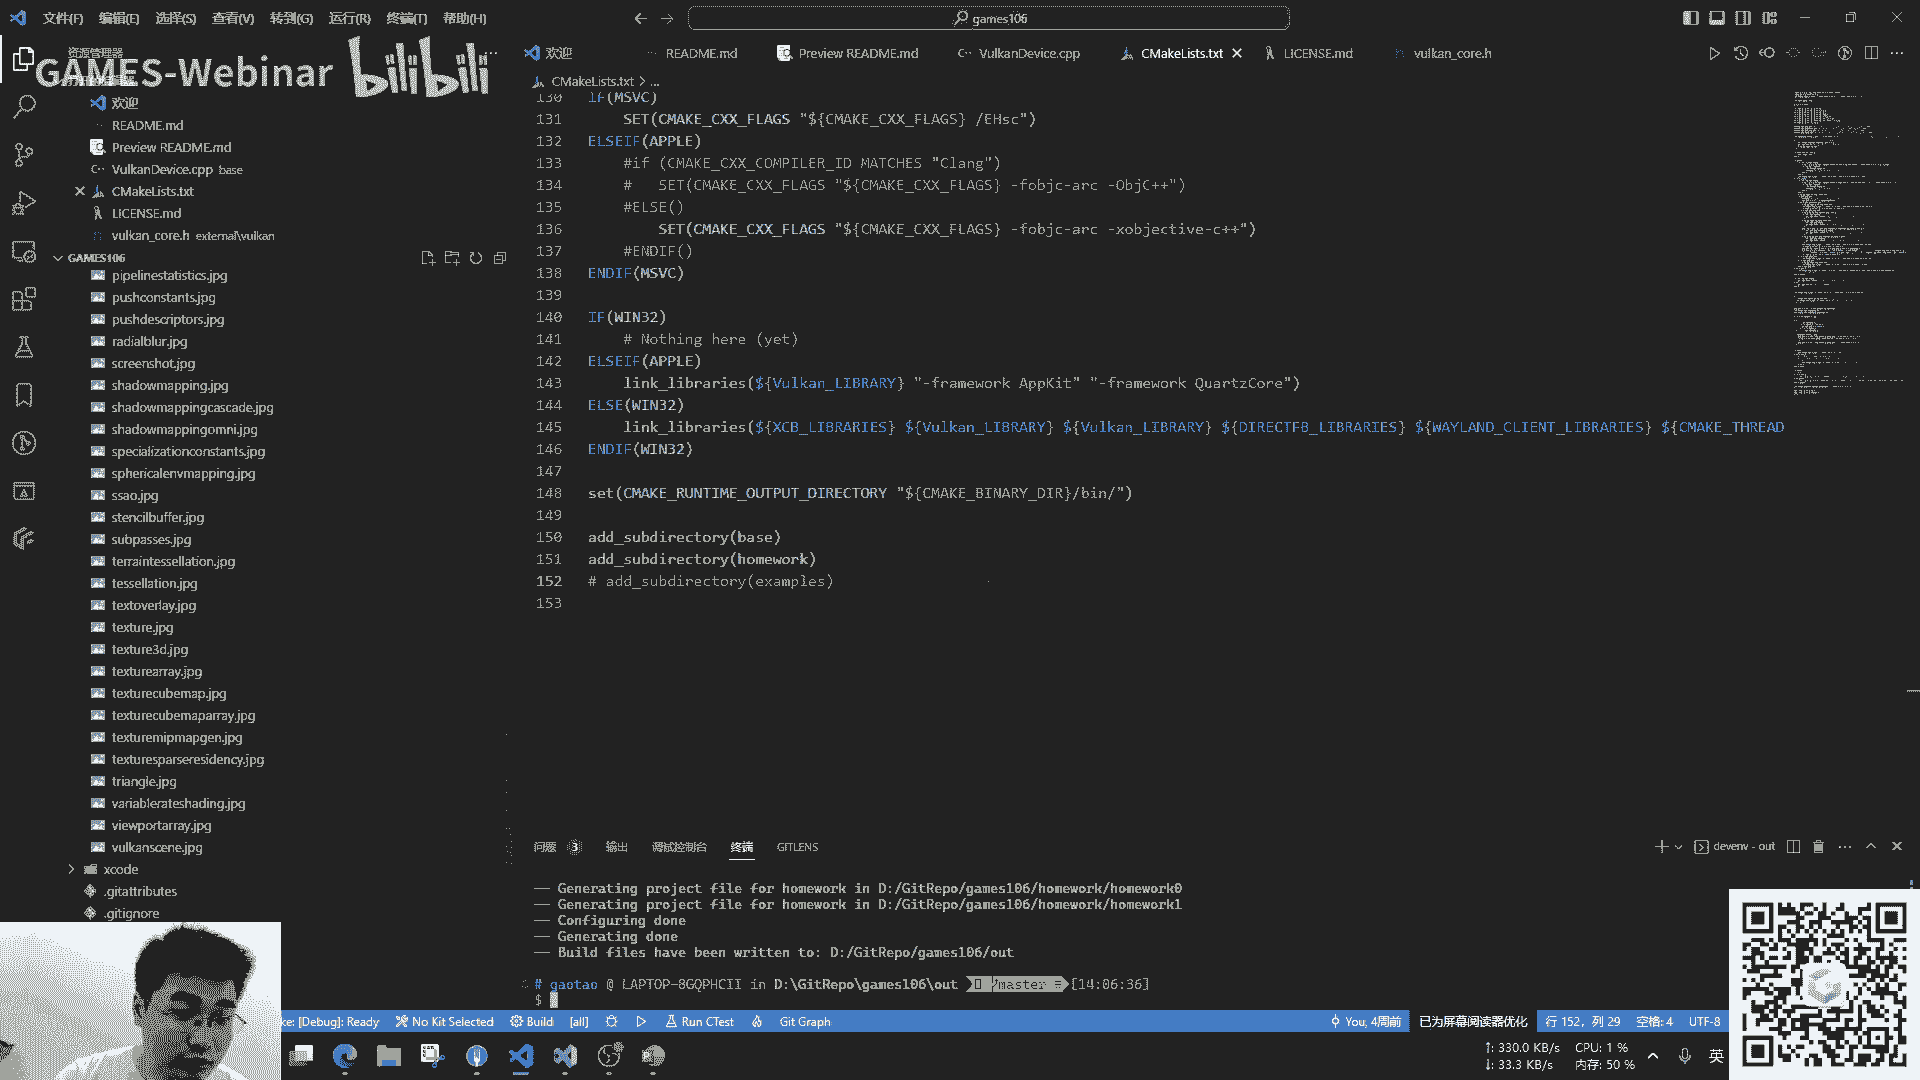 文件(F) 编辑(E) 选择(S) 查看(V) 转到(G) 运行(R) 终端(T) 帮助(H)
games106
资源管理器
GAMES-Webinar bilibili
欢迎
README.md
Preview README.md
VulkanDevice.cpp base
CMakeLists.txt
LICENSE.md
vulkan_core.h external\vulkan
GAMES106
pipelinestatistics.jpg
pushconstants.jpg
pushdescriptors.jpg
radialblur.jpg
screenshot.jpg
shadowmapping.jpg
shadowmappingcascade.jpg
shadowmappingomni.jpg
specializationconstants.jpg
sphericalenvmapping.jpg
ssao.jpg
stencilbuffer.jpg
subpasses.jpg
terraintessellation.jpg
tessellation.jpg
textoverlay.jpg
texture.jpg
texture3d.jpg
texturearray.jpg
texturecubemap.jpg
texturecubemaparray.jpg
texturemipmapgen.jpg
texturesparseresidency.jpg
triangle.jpg
variablerateshading.jpg
viewportarray.jpg
vulkanscene.jpg
xcode
.gitattributes
.gitignore
欢迎 README.md Preview README.md VulkanDevice.cpp CMakeLists.txt LICENSE.md vulkan_core.h
CMakeLists.txt > ...
130 IF(MSVC)
131 SET(CMAKE_CXX_FLAGS "${CMAKE_CXX_FLAGS} /EHsc")
132 ELSEIF(APPLE)
133 #if (CMAKE_CXX_COMPILER_ID MATCHES "Clang")
134 #   SET(CMAKE_CXX_FLAGS "${CMAKE_CXX_FLAGS} -fobjc-arc -ObjC++")
135 #ELSE()
136 SET(CMAKE_CXX_FLAGS "${CMAKE_CXX_FLAGS} -fobjc-arc -xobjective-c++")
137 #ENDIF()
138 ENDIF(MSVC)
139
140 IF(WIN32)
141 # Nothing here (yet)
142 ELSEIF(APPLE)
143 link_libraries(${Vulkan_LIBRARY} "-framework AppKit" "-framework QuartzCore")
144 ELSE(WIN32)
145 link_libraries(${XCB_LIBRARIES} ${Vulkan_LIBRARY} ${Vulkan_LIBRARY} ${DIRECTFB_LIBRARIES} ${WAYLAND_CLIENT_LIBRARIES} ${CMAKE_THREAD
146 ENDIF(WIN32)
147
148 set(CMAKE_RUNTIME_OUTPUT_DIRECTORY "${CMAKE_BINARY_DIR}/bin/")
149
150 add_subdirectory(base)
151 add_subdirectory(homework)
152 # add_subdirectory(examples)
153
问题 3 输出 调试控制台 终端 GITLENS
devenv - out
-- Generating project file for homework in D:/GitRepo/games106/homework/homework0
-- Generating project file for homework in D:/GitRepo/games106/homework/homework1
-- Configuring done
-- Generating done
-- Build files have been written to: D:/GitRepo/games106/out
# gaotao @ LAPTOP-8GQPHCII in D:\GitRepo\games106\out master ≡ [14:06:36]
$
ke: [Debug]: Ready No Kit Selected Build [all] Run CTest Git Graph You, 4周前 已为屏幕阅读器优化 行 152，列 29 空格: 4 UTF-8
↑: 330.0 KB/s CPU: 1 %
↓: 33.3 KB/s 内存: 50 %
英